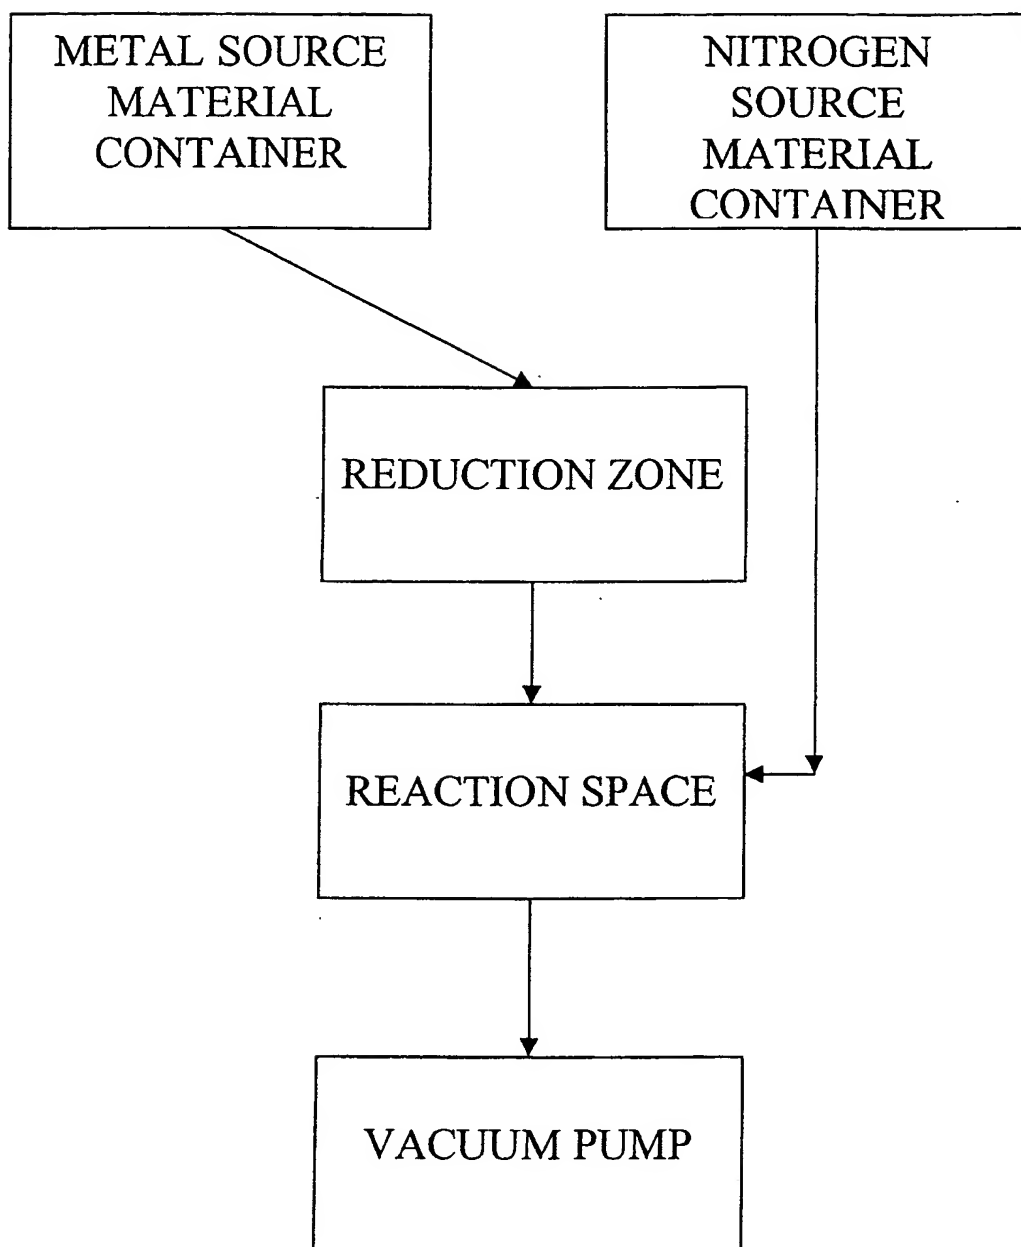 METAL SOURCE
MATERIAL
CONTAINER
NITROGEN
SOURCE
MATERIAL
CONTAINER
REDUCTION ZONE
REACTION SPACE
VACUUM PUMP